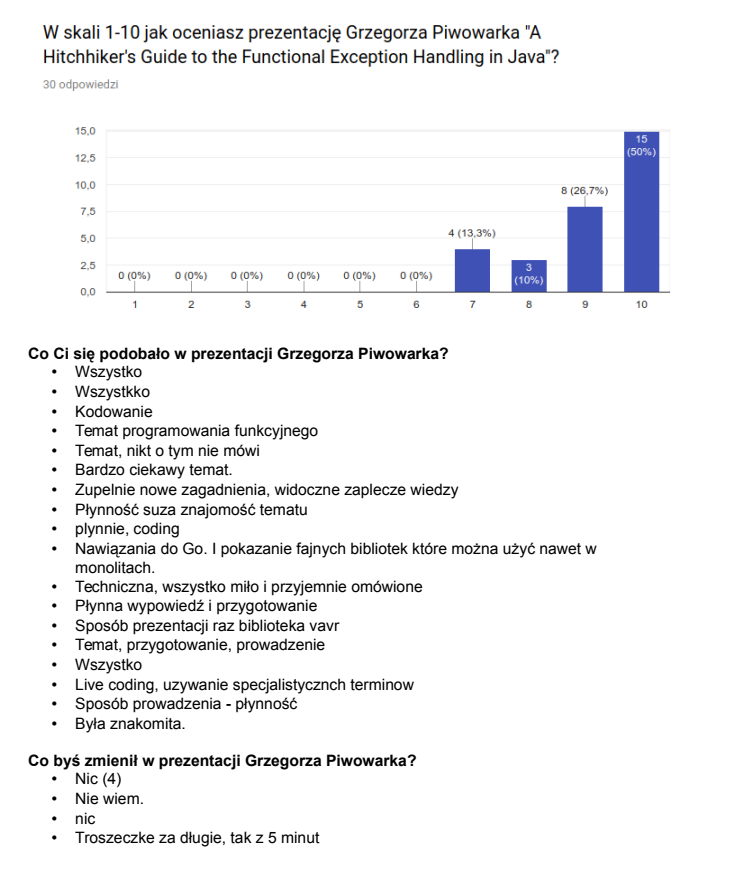 W skali 1-10 jak oceniasz prezentację Grzegorza Piwowarka "A
Hitchhiker's Guide to the Functional Exception Handling in Java"?
30 odpowiedzi
15,0
12,5
10,0
7,5
5,0
2,5
0,0
0 (0%)
0 (0%)
0 (0%)
0 (0%)
0 (0%)
0 (0%)
4 (13,3%)
3
(10%)
8 (26,7%)
15
(50%)
1 2 3 4 5 6 7 8 9 10
Co Ci się podobało w prezentacji Grzegorza Piwowarka?
• Wszystko
• Wszystkko
• Kodowanie
• Temat programowania funkcyjnego
• Temat, nikt o tym nie mówi
• Bardzo ciekawy temat.
• Zupelnie nowe zagadnienia, widoczne zaplecze wiedzy
• Płynność suza znajomość tematu
• plynnie, coding
• Nawiązania do Go. I pokazanie fajnych bibliotek które można użyć nawet w
monolitach.
• Techniczna, wszystko miło i przyjemnie omówione
• Płynna wypowiedź i przygotowanie
• Sposób prezentacji raz biblioteka vavr
• Temat, przygotowanie, prowadzenie
• Wszystko
• Live coding, uzywanie specjalistycznch terminow
• Sposób prowadzenia - płynność
• Była znakomita.
Co byś zmienił w prezentacji Grzegorza Piwowarka?
• Nic (4)
• Nie wiem.
• nic
• Troszeczke za długie, tak z 5 minut